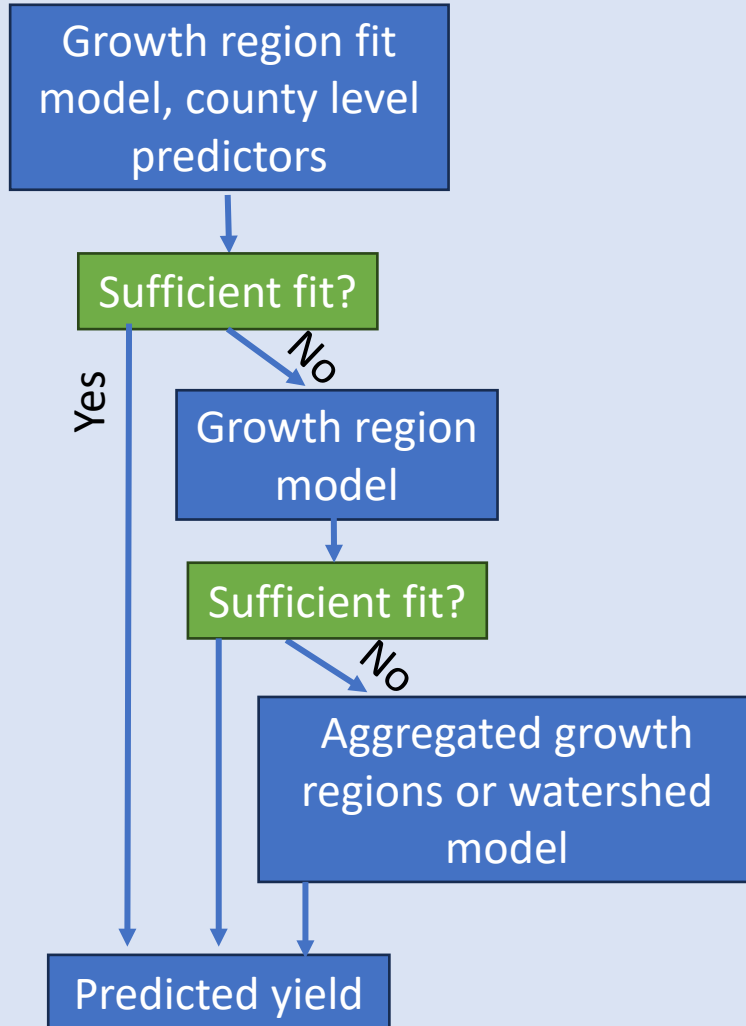 Growth region fit
model, county level
predictors
Sufficient fit?
Yes
No
Growth region
model
Sufficient fit?
No
Aggregated growth
regions or watershed
model
Predicted yield